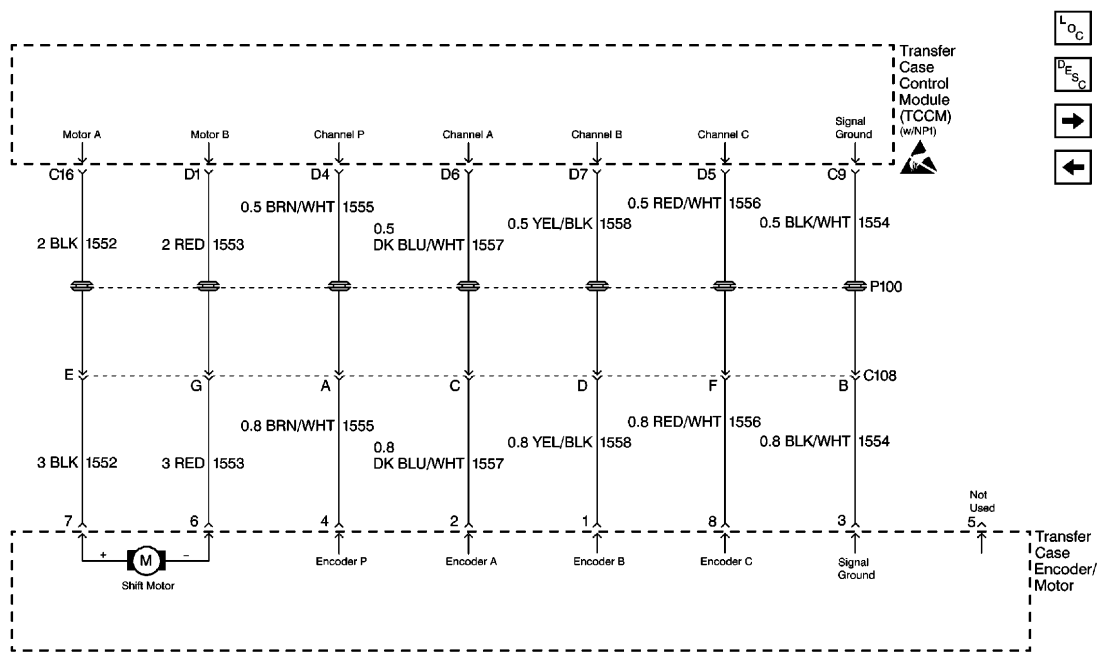 LOC
DESC
Transfer
Case
Control
Module
(TCCM)
(w/NP1)
Motor A Motor B Channel P Channel A Channel B Channel C Signal
Ground
C16 D1 D4 D6 D7 D5 C9
2 BLK 1552
2 RED 1553
0.5 BRN/WHT 1555
0.5
DK BLU/WHT 1557
0.5 YEL/BLK 1558
0.5 RED/WHT 1556
0.5 BLK/WHT 1554
P100
E G A C D F B C108
3 BLK 1552
3 RED 1553
0.8 BRN/WHT 1555
0.8
DK BLU/WHT 1557
0.8 YEL/BLK 1558
0.8 RED/WHT 1556
0.8 BLK/WHT 1554
Not
Used
7 6 4 2 1 8 3 5
+ M –
Shift Motor
Encoder P Encoder A Encoder B Encoder C Signal
Ground
Transfer
Case
Encoder/
Motor